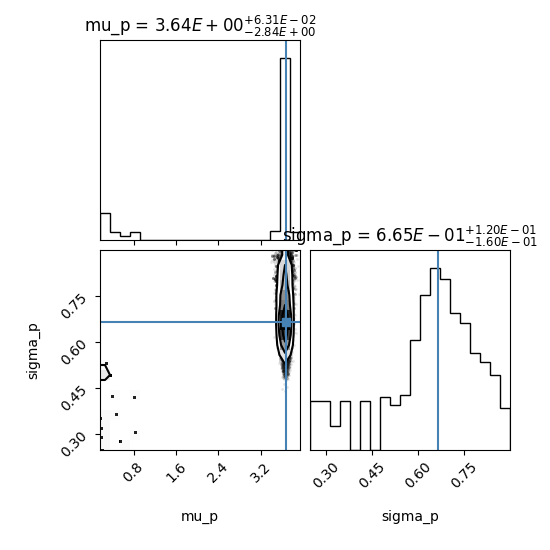 mu_p = 3.64E + 00+6.31E − 02 −2.84E + 00
sigma_p = 6.65E − 01+1.20E − 01 −1.60E − 01
sigma_p
0.75
0.60
0.45
0.30
0.8 1.6 2.4 3.2
0.30 0.45 0.60 0.75
mu_p
sigma_p